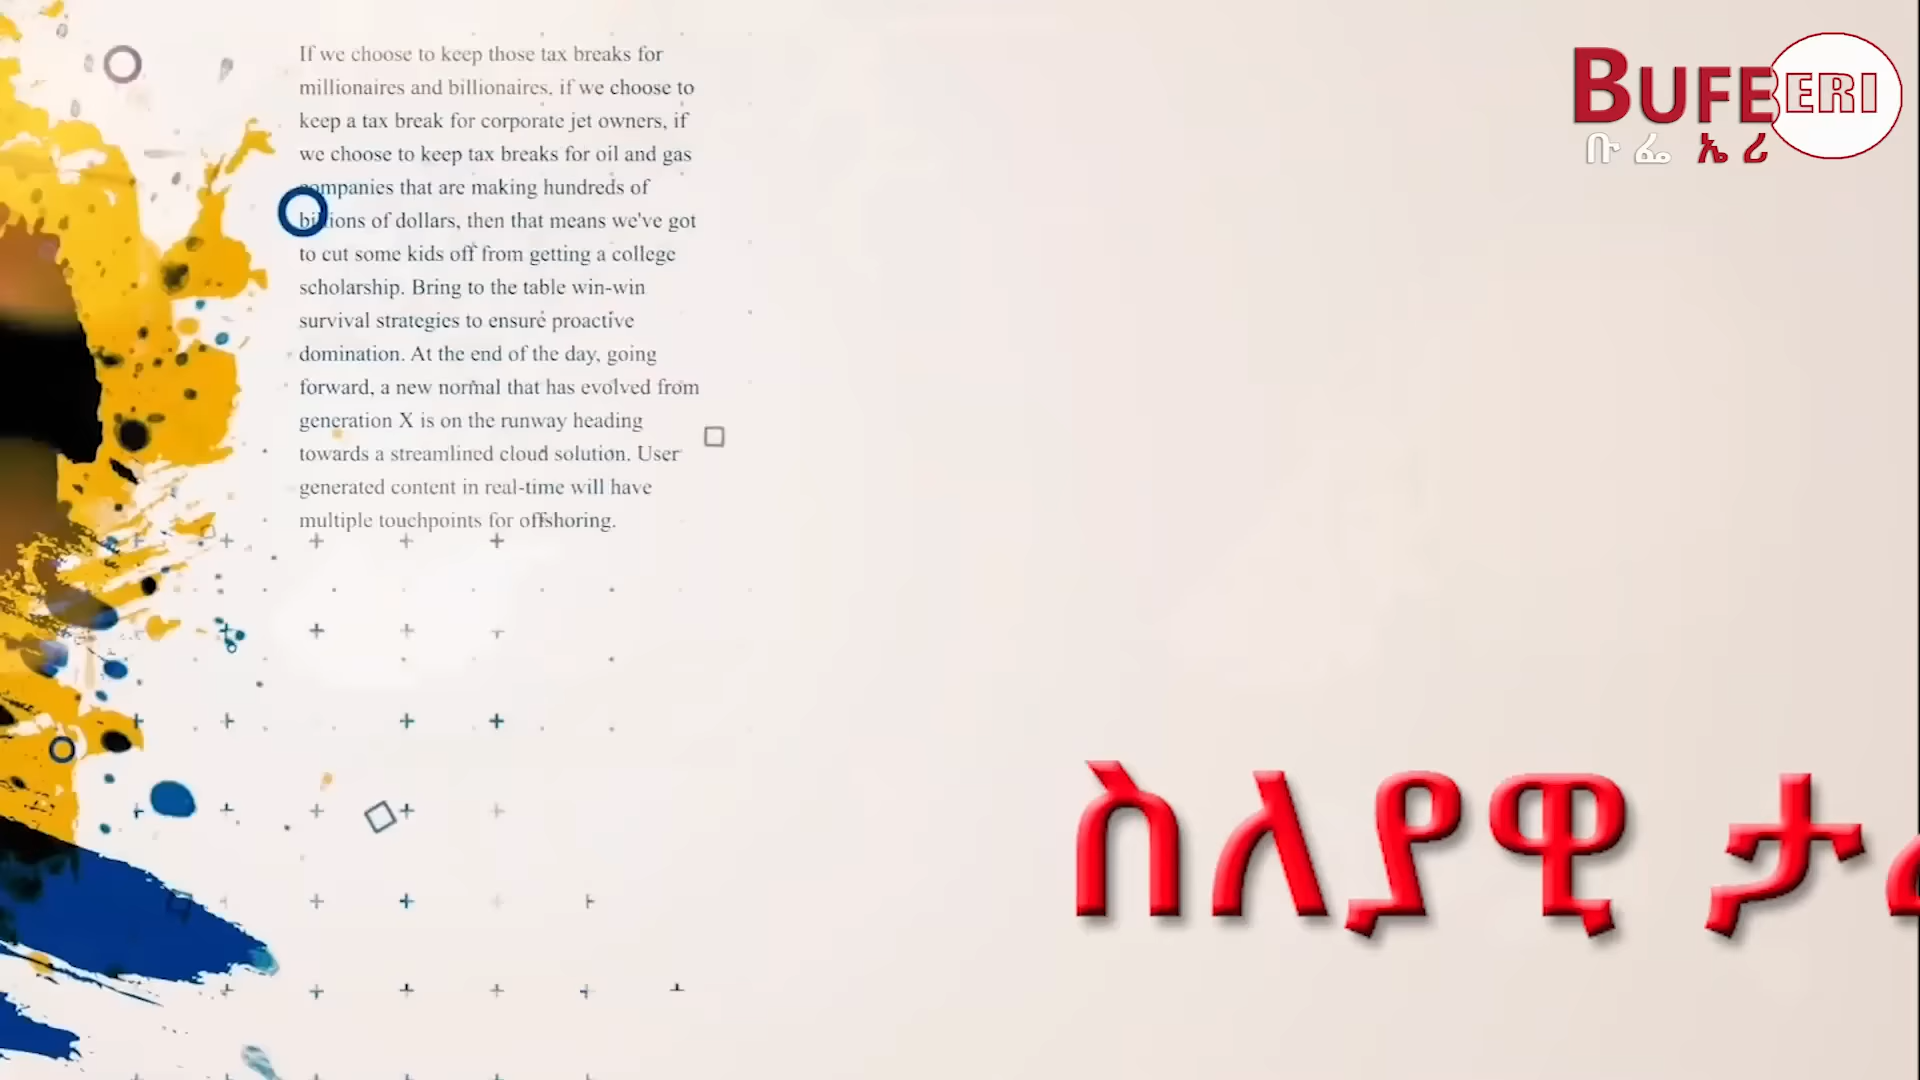 If we choose to keep those tax breaks for
millionaires and billionaires, if we choose to
keep a tax break for corporate jet owners, if
we choose to keep tax breaks for oil and gas
companies that are making hundreds of
billions of dollars, then that means we've got
to cut some kids off from getting a college
scholarship. Bring to the table win-win
survival strategies to ensure proactive
domination. At the end of the day, going
forward, a new normal that has evolved from
generation X is on the runway heading
towards a streamlined cloud solution. User
generated content in real-time will have
multiple touchpoints for offshoring.
BUFE ERI
ቡፌ ኤሪ
ስለያዊ